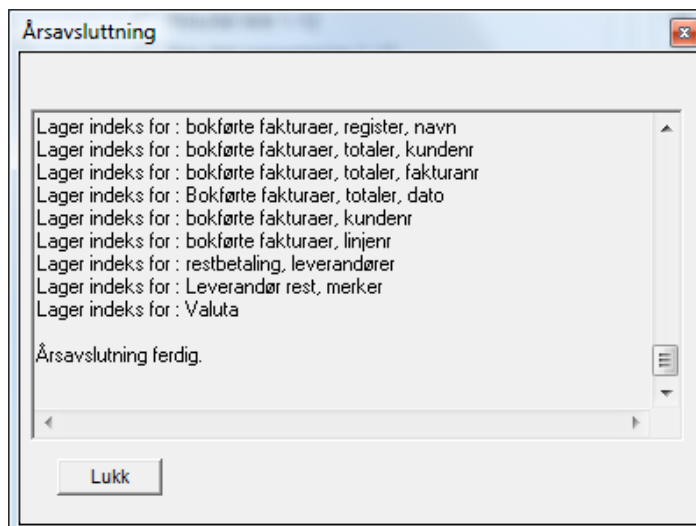 Årsavsluttning
Lager indeks for : bokførte fakturaer, register, navn
Lager indeks for : bokførte fakturaer, totaler, kundenr
Lager indeks for : bokførte fakturaer, totaler, fakturanr
Lager indeks for : Bokførte fakturaer, totaler, dato
Lager indeks for : bokførte fakturaer, kundenr
Lager indeks for : bokførte fakturaer, linjenr
Lager indeks for : restbetaling, leverandører
Lager indeks for : Leverandør rest, merker
Lager indeks for : Valuta
Årsavslutning ferdig.
Lukk